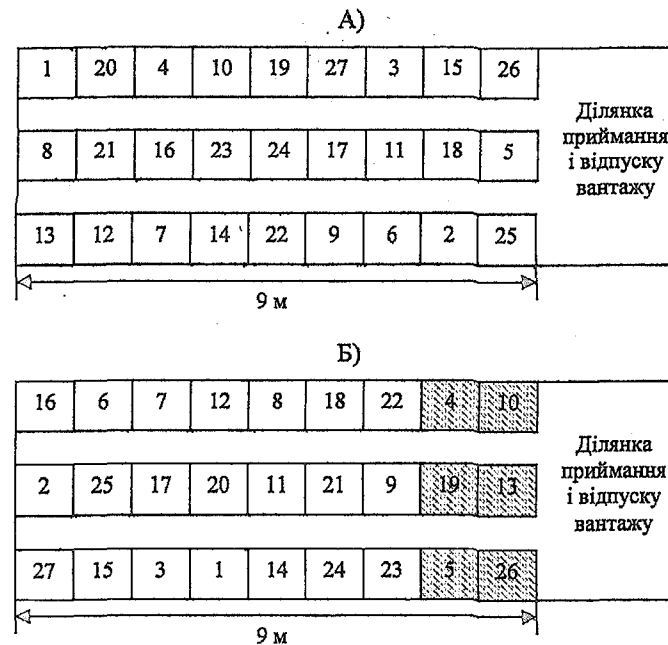 А)
1 20 4 10 19 27 3 15 26
8 21 16 23 24 17 11 18 5
13 12 7 14 22 9 6 2 25
Ділянка
приймання
і відпуску
вантажу
9 м
Б)
16 6 7 12 8 18 22 4 10
2 25 17 20 11 21 9 19 13
27 15 3 1 14 24 23 5 26
Ділянка
приймання
і відпуску
вантажу
9 м